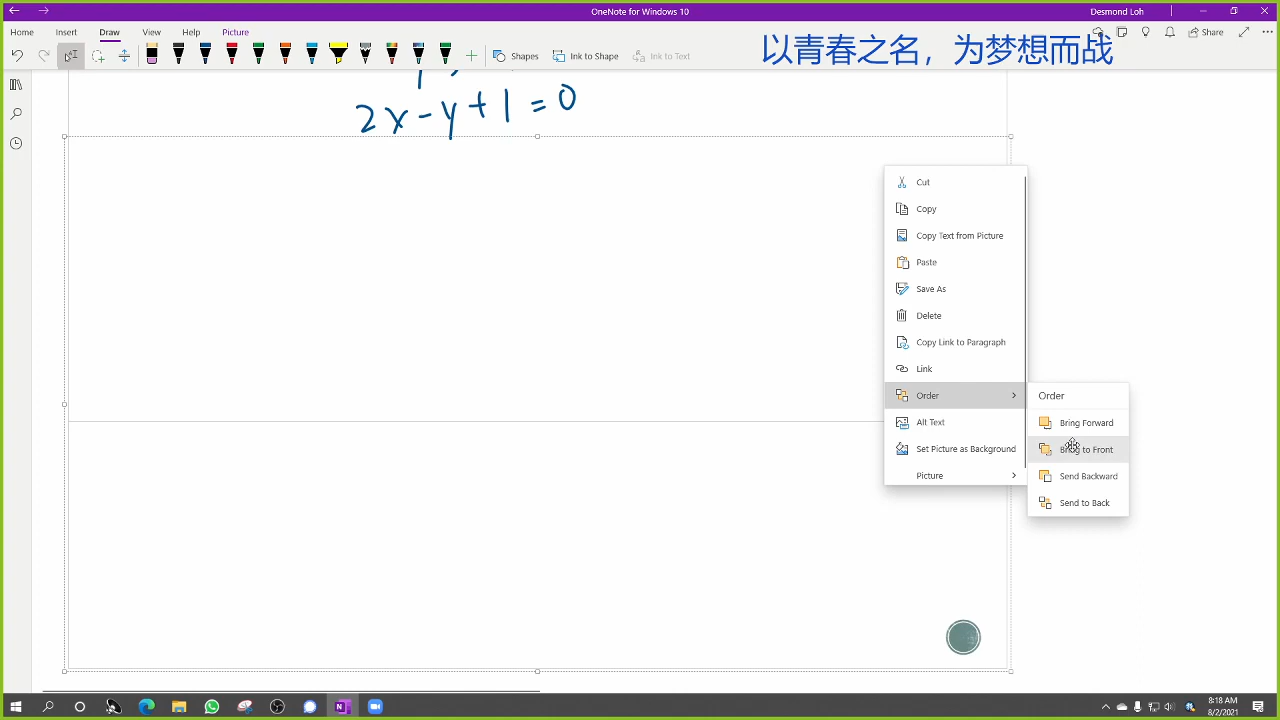 OneNote for Windows 10
Desmond Loh
Home Insert Draw View Help Picture
Share
以青春之名，为梦想而战
Shapes
Ink to Shape
Ink to Text
2x-y+1=0
Cut
Copy
Copy Text from Picture
Paste
Save As
Delete
Copy Link to Paragraph
Link
Order
Alt Text
Set Picture as Background
Picture
Order
Bring Forward
Bring to Front
Send Backward
Send to Back
8:18 AM
8/2/2021